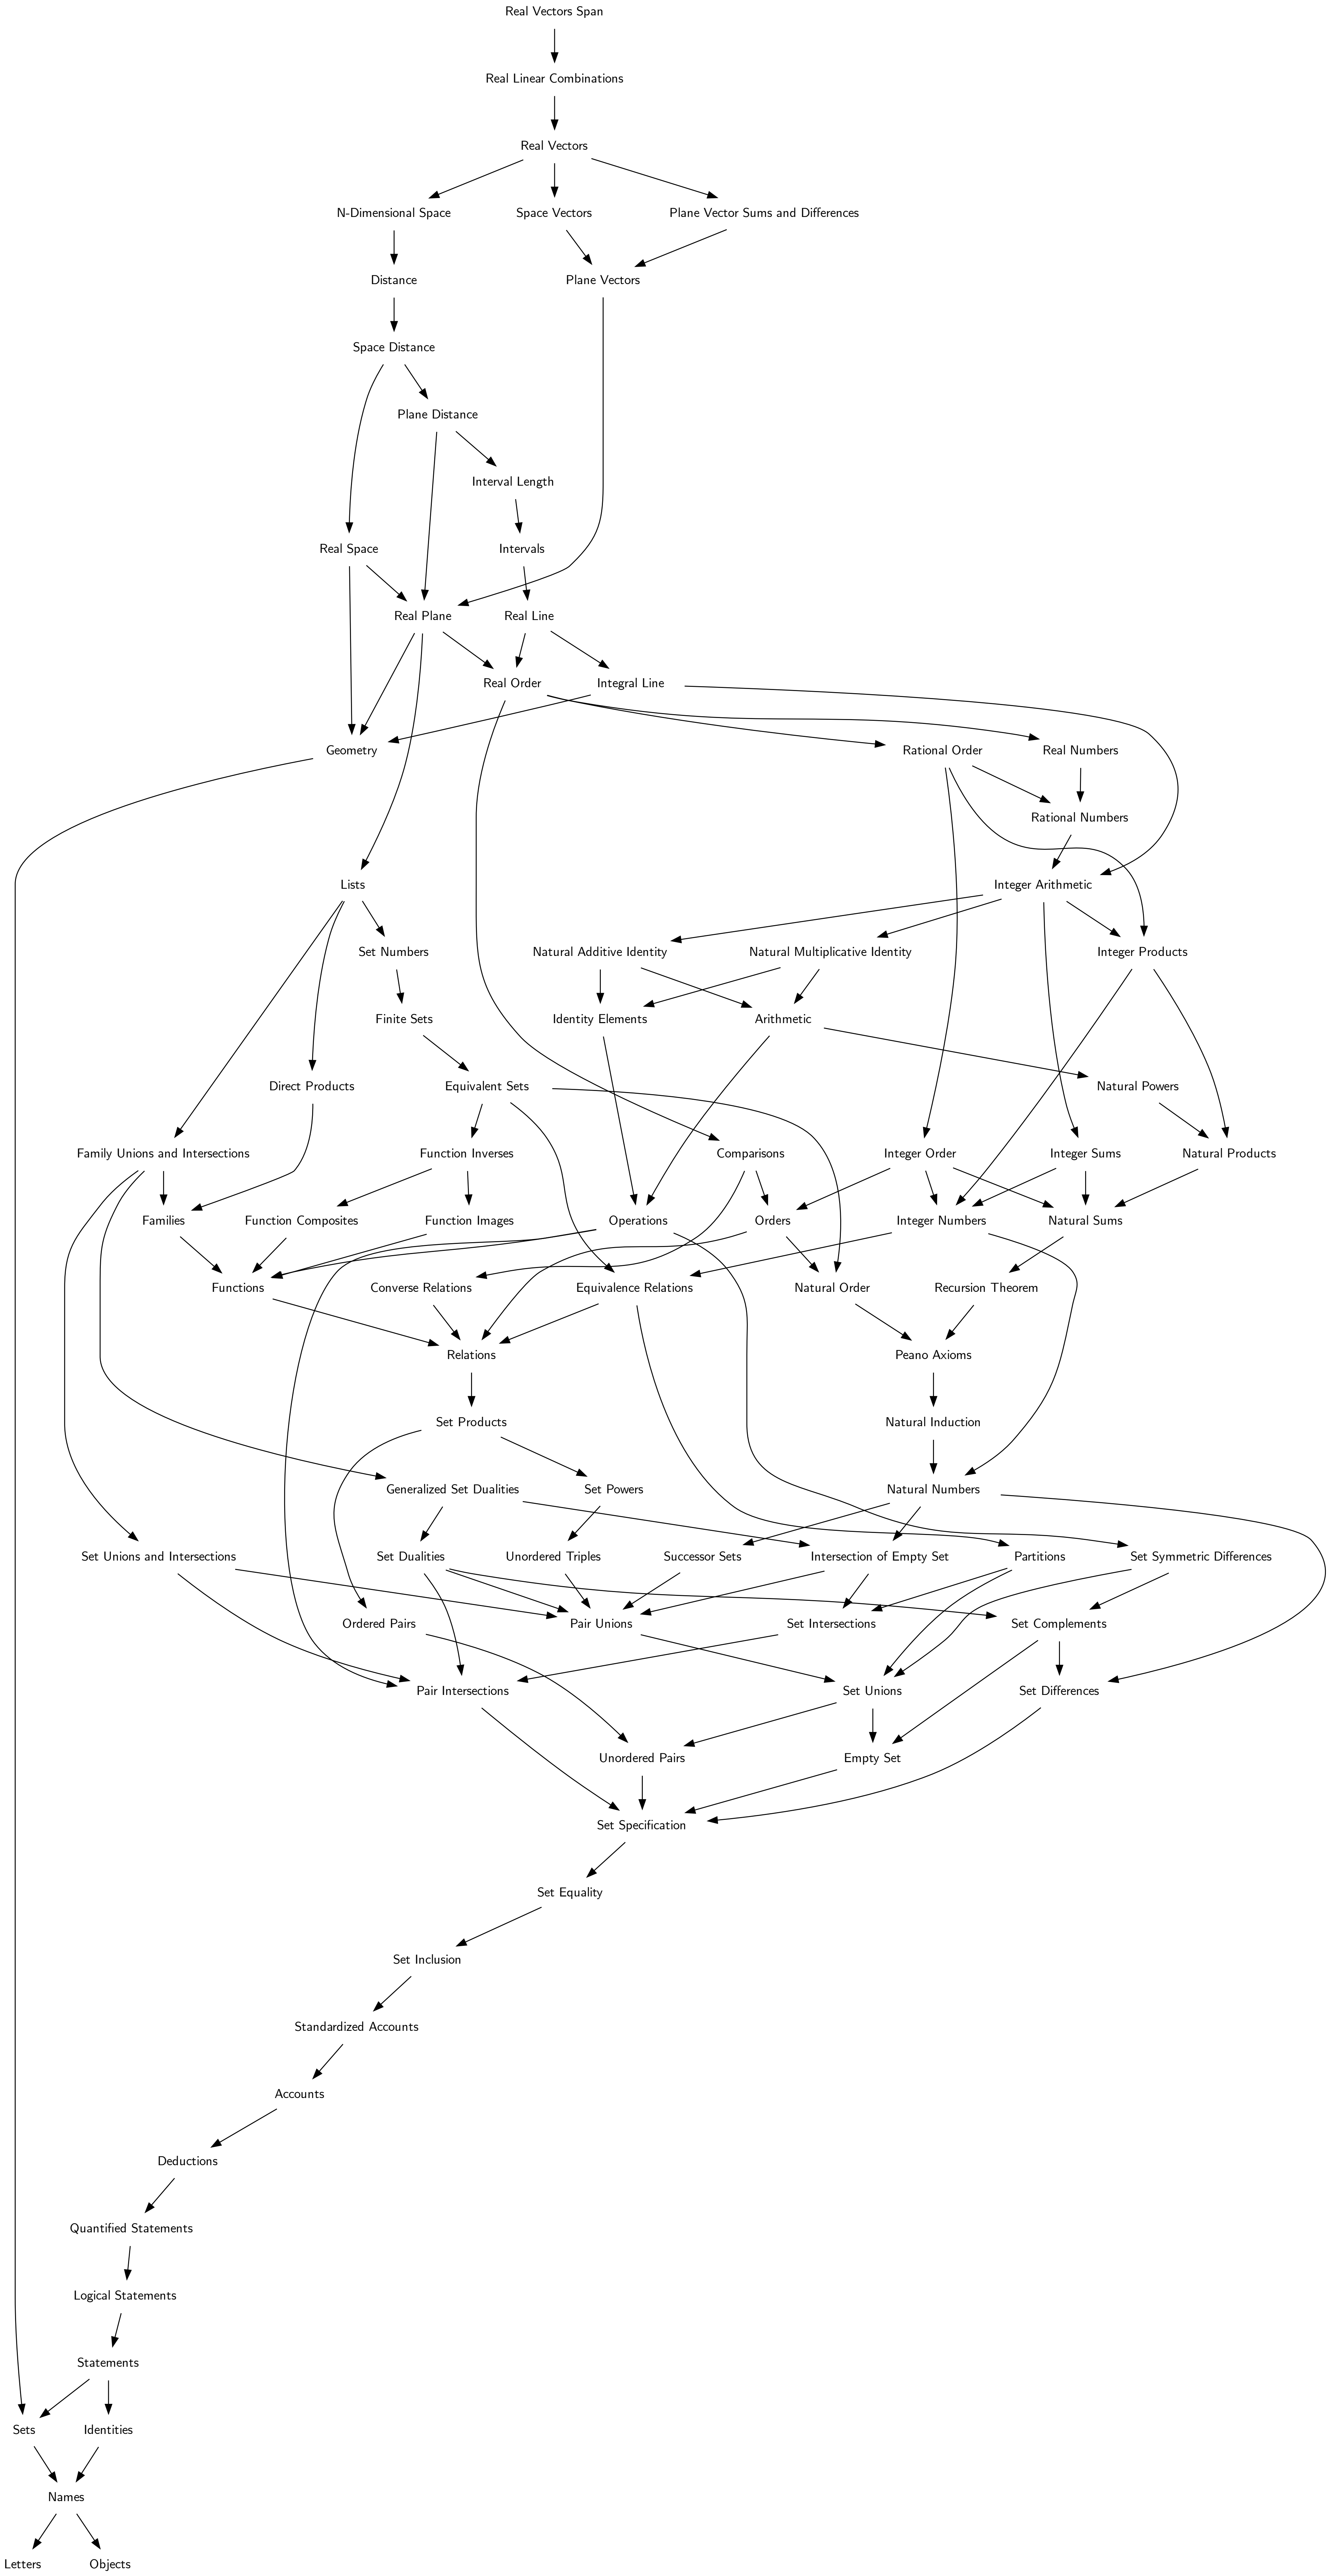 Real Vectors Span
Real Linear Combinations
Real Vectors
N-Dimensional Space
Space Vectors
Plane Vector Sums and Differences
Distance
Plane Vectors
Space Distance
Plane Distance
Interval Length
Real Space
Intervals
Real Plane
Real Line
Real Order
Integral Line
Geometry
Rational Order
Real Numbers
Rational Numbers
Lists
Integer Arithmetic
Set Numbers
Natural Additive Identity
Natural Multiplicative Identity
Integer Products
Finite Sets
Identity Elements
Arithmetic
Direct Products
Equivalent Sets
Natural Powers
Family Unions and Intersections
Function Inverses
Comparisons
Integer Order
Integer Sums
Natural Products
Families
Function Composites
Function Images
Operations
Orders
Integer Numbers
Natural Sums
Functions
Converse Relations
Equivalence Relations
Natural Order
Recursion Theorem
Relations
Peano Axioms
Set Products
Natural Induction
Generalized Set Dualities
Set Powers
Natural Numbers
Set Unions and Intersections
Set Dualities
Unordered Triples
Successor Sets
Intersection of Empty Set
Partitions
Set Symmetric Differences
Ordered Pairs
Pair Unions
Set Intersections
Set Complements
Pair Intersections
Set Unions
Set Differences
Unordered Pairs
Empty Set
Set Specification
Set Equality
Set Inclusion
Standardized Accounts
Accounts
Deductions
Quantified Statements
Logical Statements
Statements
Sets
Identities
Names
Letters
Objects